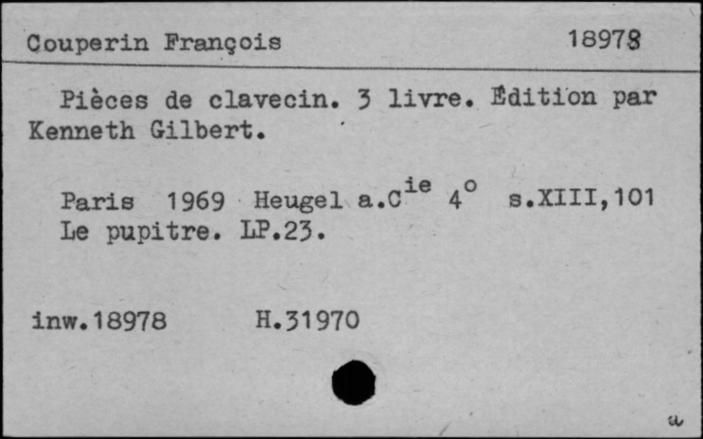 Couperin François 18978
Pièces de clavecin. 3 livre. Édition par
Kenneth Gilbert.
Paris 1969 Heugel a.Cie 4o s.XIII,101
Le pupitre. LP.23.
inw.18978 H.31970
a